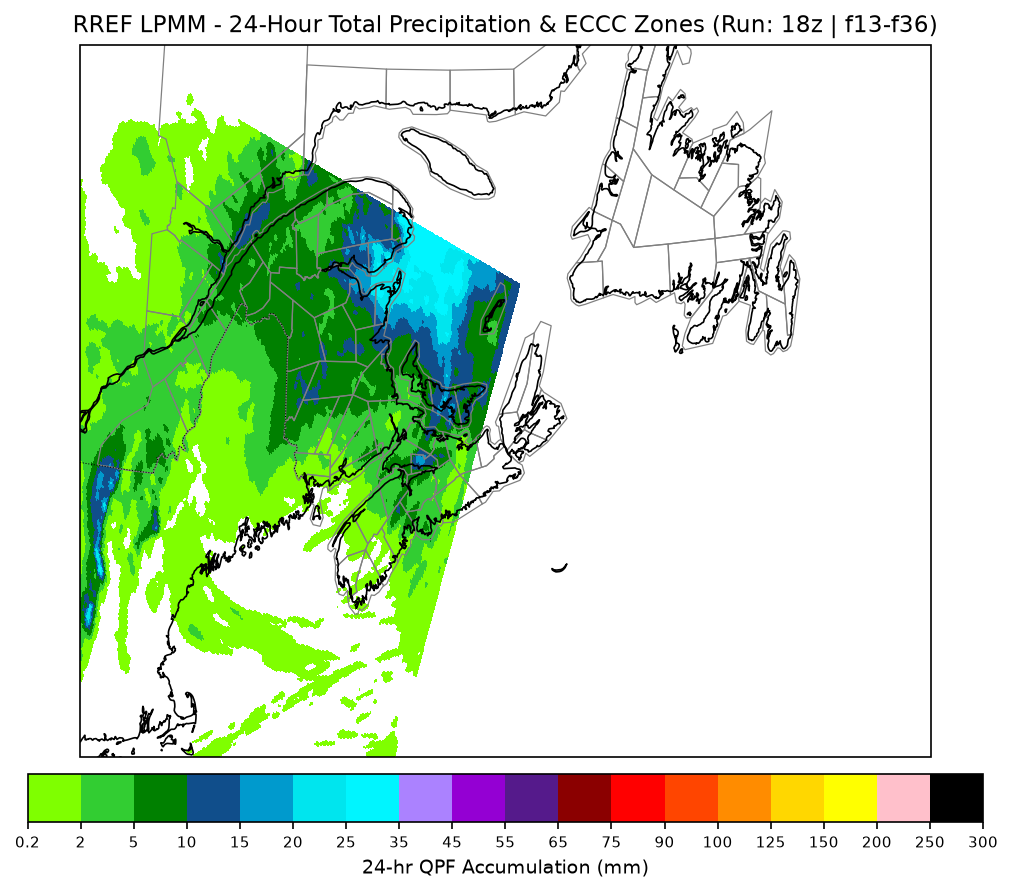 RREF LPMM - 24-Hour Total Precipitation & ECCC Zones (Run: 18z | f13-f36)
0.2 2 5 10 15 20 25 35 45 55 65 75 90 100 125 150 200 250 300
24-hr QPF Accumulation (mm)